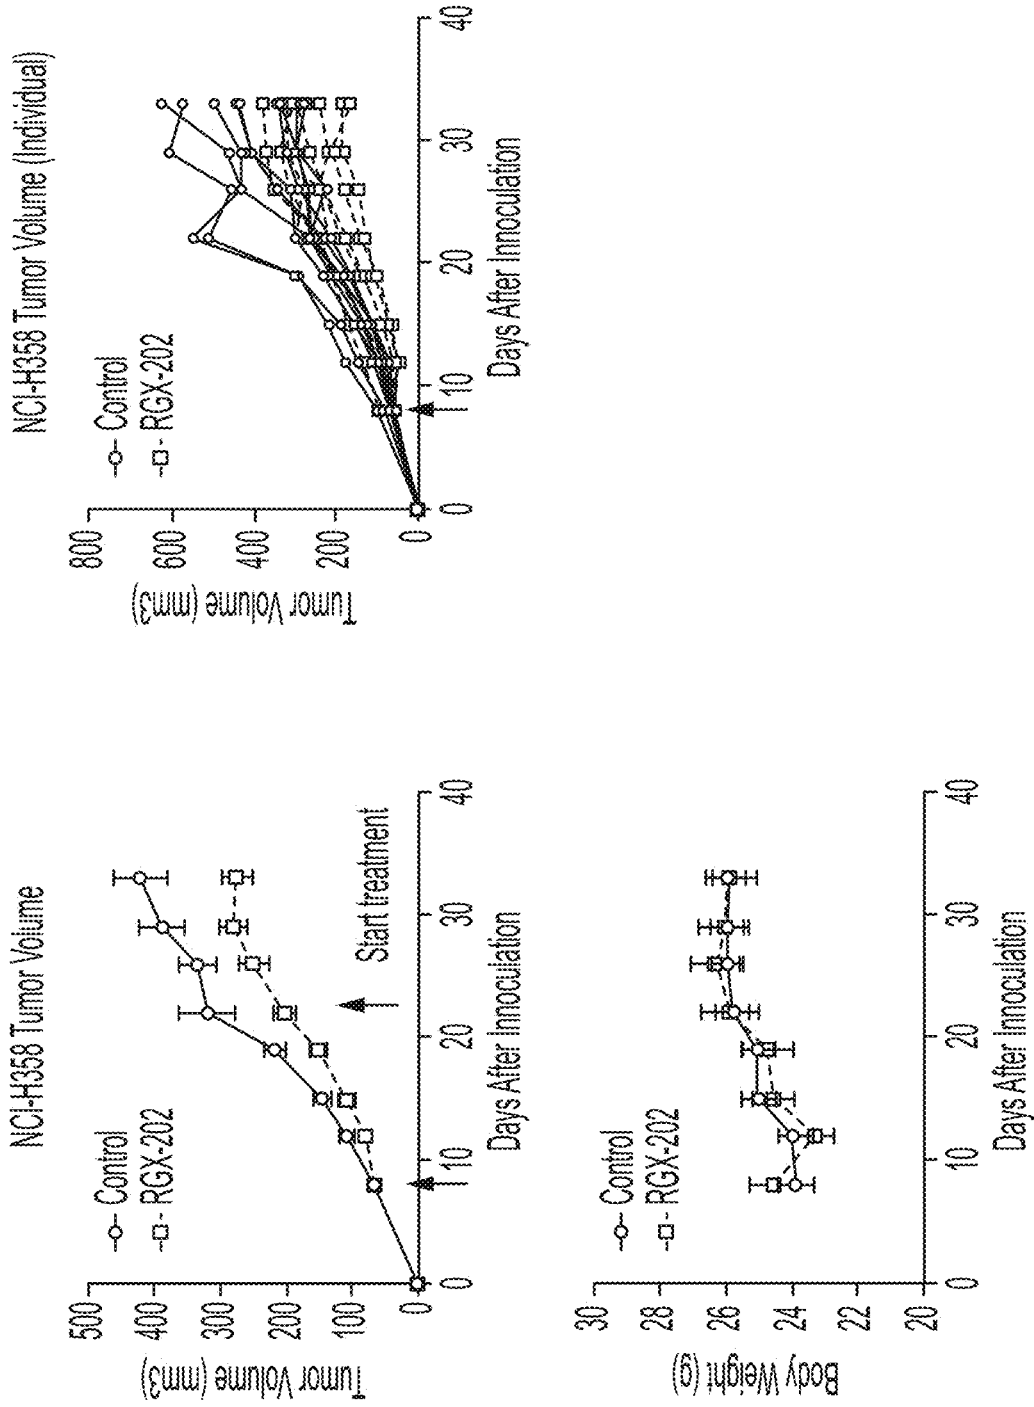 NCI-H358 Tumor Volume
Control
RGX-202
Tumor Volume (mm3)
500
400
300
200
100
0
0 10 20 30 40
Days After Innoculation
Start treatment
NCI-H358 Tumor Volume (Individual)
Control
RGX-202
Tumor Volume (mm3)
800
600
400
200
0
0 10 20 30 40
Days After Innoculation
Control
RGX-202
Body Weight (g)
30
28
26
24
22
20
0 10 20 30 40
Days After Innoculation